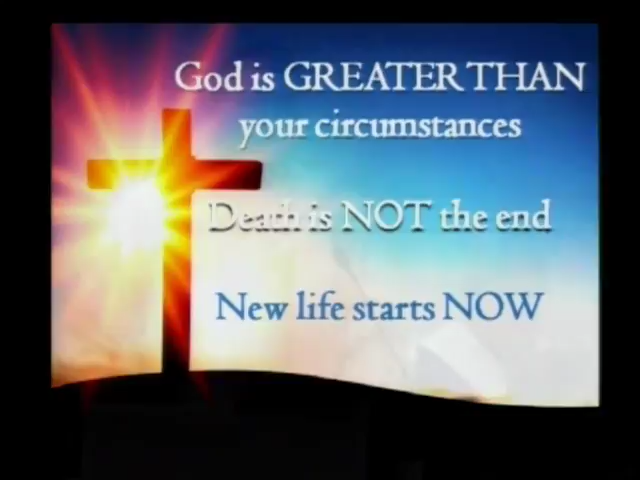 God is GREATER THAN
your circumstances
Death is NOT the end
New life starts NOW